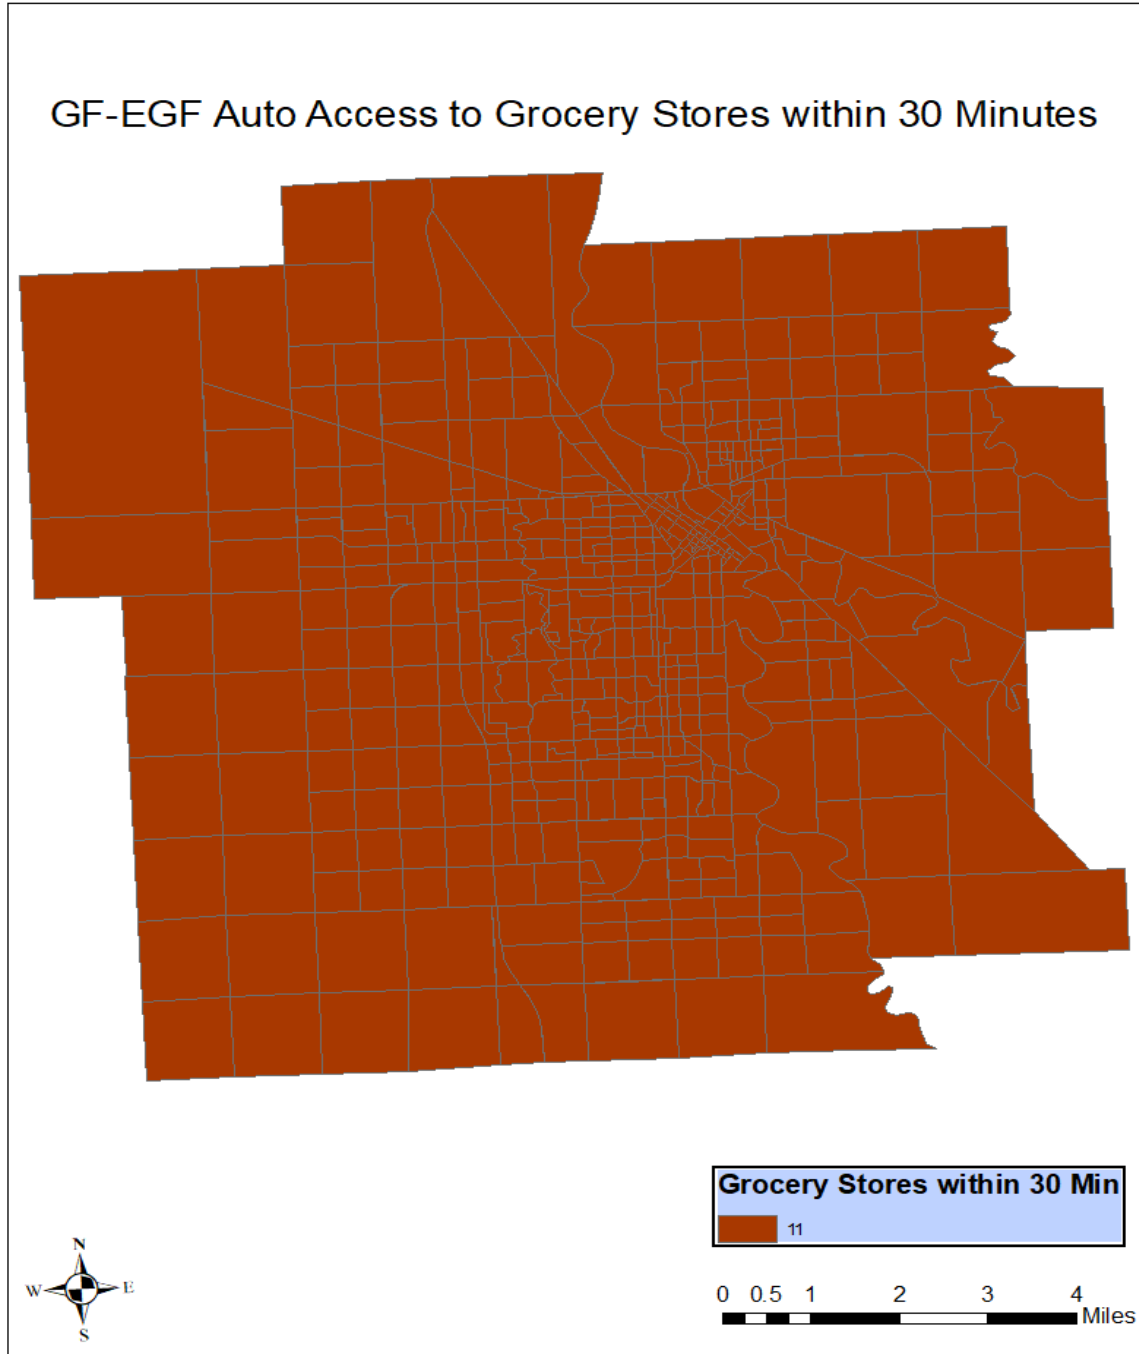 GF-EGF Auto Access to Grocery Stores within 30 Minutes
Grocery Stores within 30 Min
11
N
W E
S
0 0.5 1 2 3 4
Miles